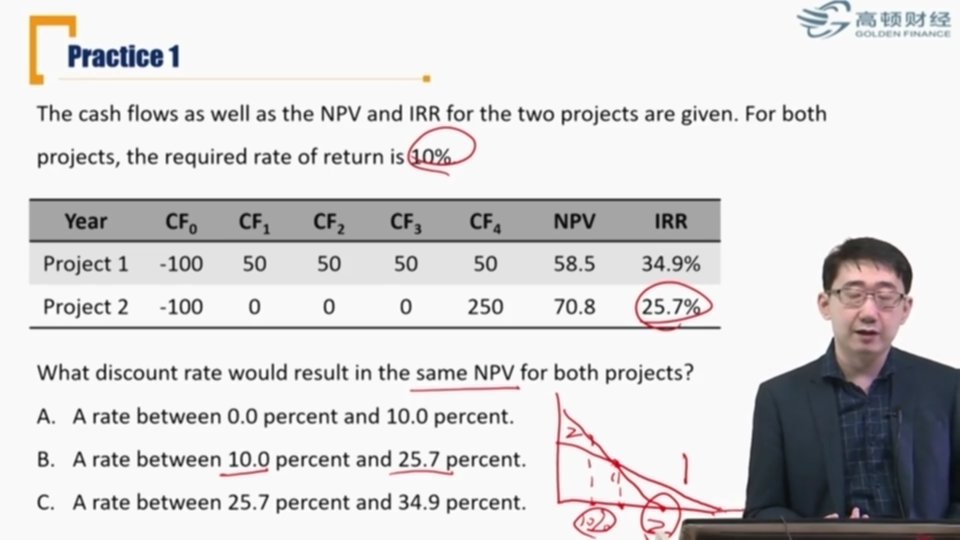 高顿财经
GOLDEN FINANCE
Practice 1
The cash flows as well as the NPV and IRR for the two projects are given. For both
projects, the required rate of return is 10%
Year CF₀ CF₁ CF₂ CF₃ CF₄ NPV IRR
Project 1 -100 50 50 50 50 58.5 34.9%
Project 2 -100 0 0 0 250 70.8 25.7%
What discount rate would result in the same NPV for both projects?
A. A rate between 0.0 percent and 10.0 percent.
B. A rate between 10.0 percent and 25.7 percent.
C. A rate between 25.7 percent and 34.9 percent.
2
1
10%
2